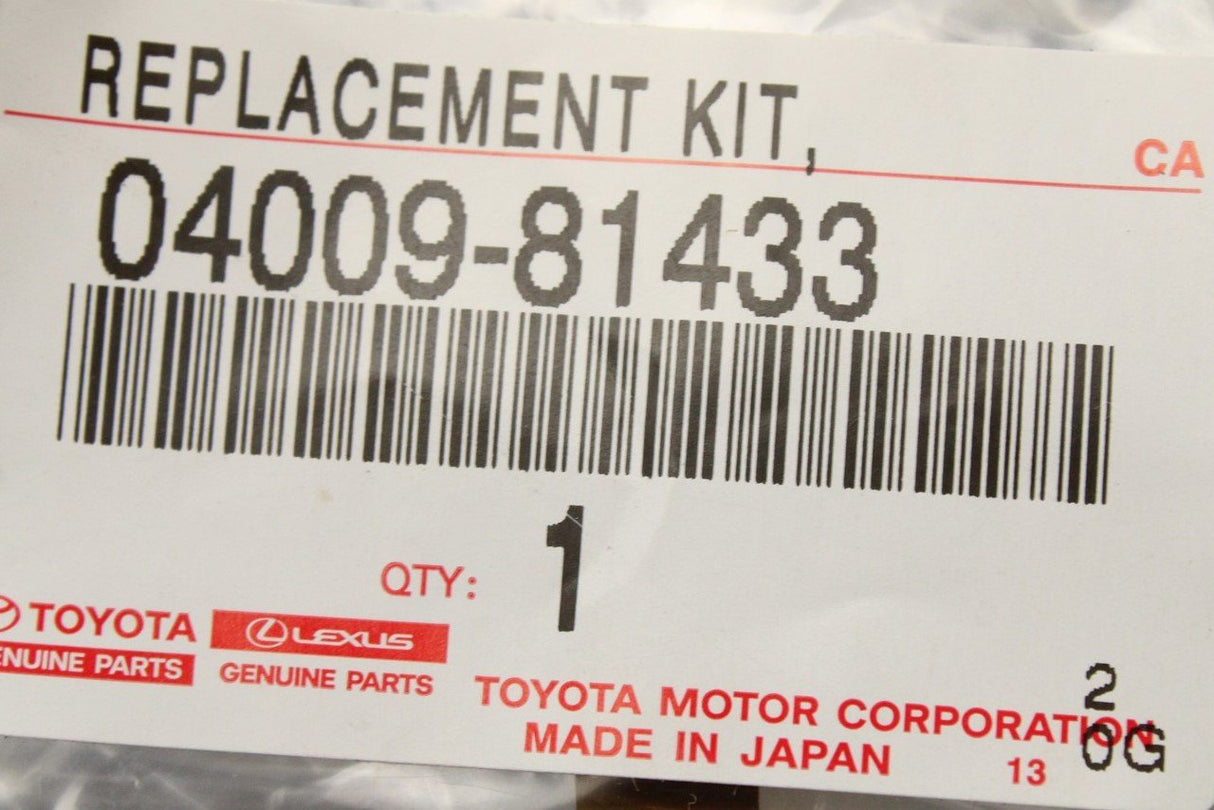 REPLACEMENT KIT,
CA
04009-81433
QTY: 1
TOYOTA
LEXUS
GENUINE PARTS
GENUINE PARTS
2
TOYOTA MOTOR CORPORATION
0G
MADE IN JAPAN
13